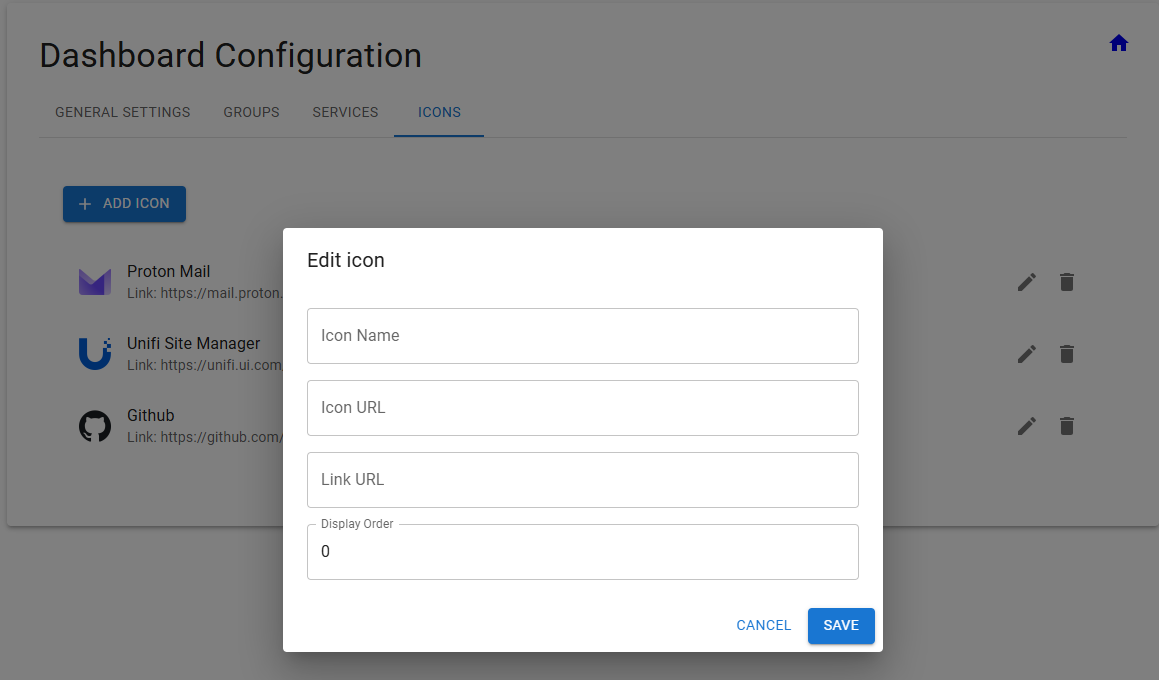 Dashboard Configuration
GENERAL SETTINGS GROUPS SERVICES ICONS
ADD ICON
Proton Mail
Link: https://mail.proton.
Unifi Site Manager
Link: https://unifi.ui.com
Github
Link: https://github.com/
Edit icon
Icon Name
Icon URL
Link URL
Display Order
0
CANCEL SAVE